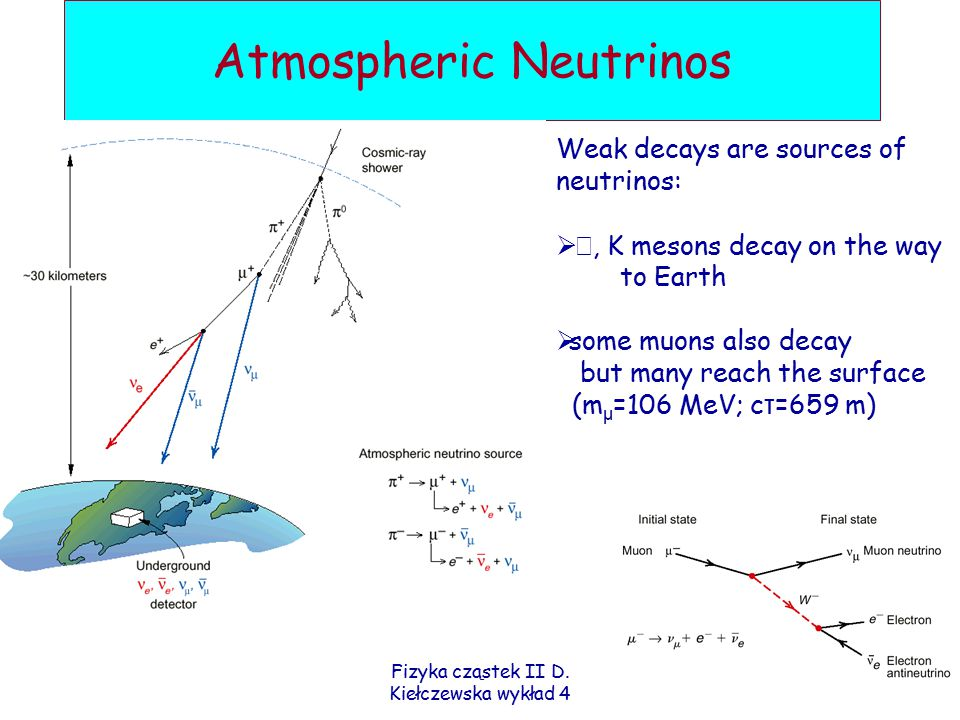 Atmospheric Neutrinos
Weak decays are sources of
neutrinos:
➢ , K mesons decay on the way
to Earth
➢ some muons also decay
but many reach the surface
(mμ=106 MeV; cτ=659 m)
Cosmic-ray
shower
π+
π0
μ+
~30 kilometers
e+
νe
ν̄μ
νμ
Underground
νe, ν̄e, νμ, ν̄μ
detector
Atmospheric neutrino source
π+ → μ+ + νμ
→ e+ + νe + ν̄μ
π− → μ− + ν̄μ
→ e− + ν̄e + νμ
Initial state
Final state
Muon μ−
νμ Muon neutrino
W−
e− Electron
ν̄e Electron
antineutrino
μ− → νμ + e− + ν̄e
Fizyka cząstek II D.
Kiełczewska wykład 4